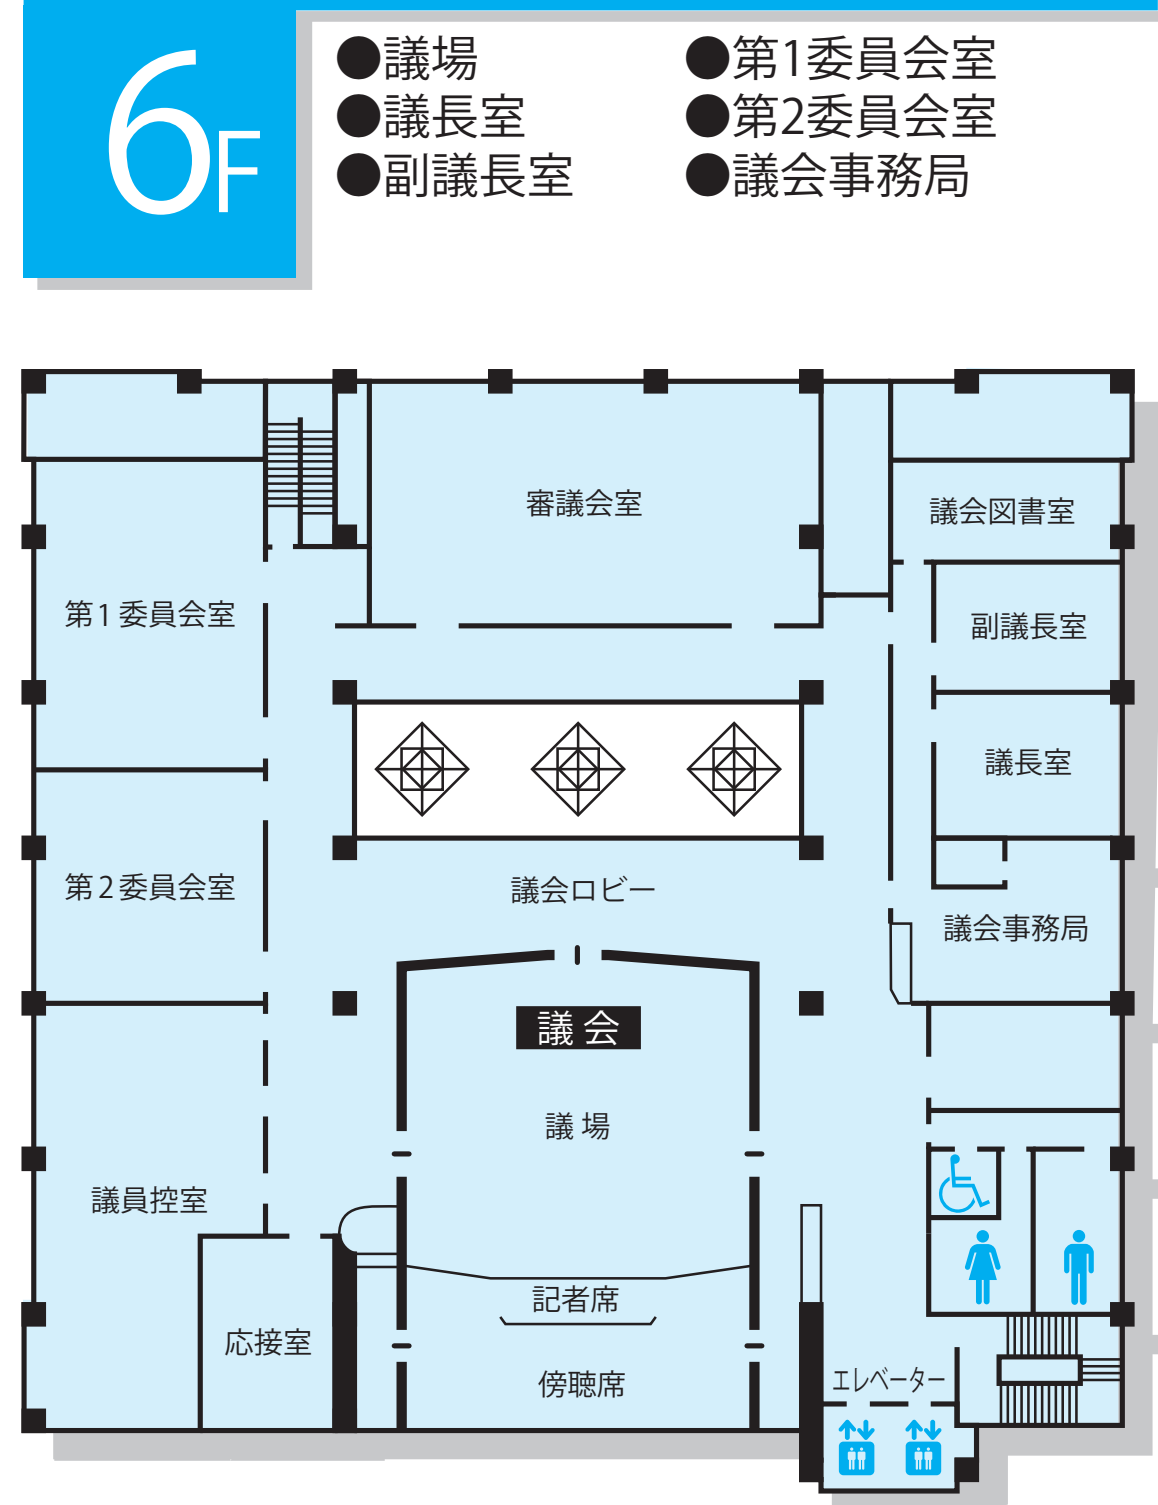 6F
●議場
●議長室
●副議長室
●第1委員会室
●第2委員会室
●議会事務局
審議会室
議会図書室
第1委員会室
副議長室
議長室
第2委員会室
議会ロビー
議会事務局
議会
議場
議員控室
記者席
応接室
傍聴席
エレベーター